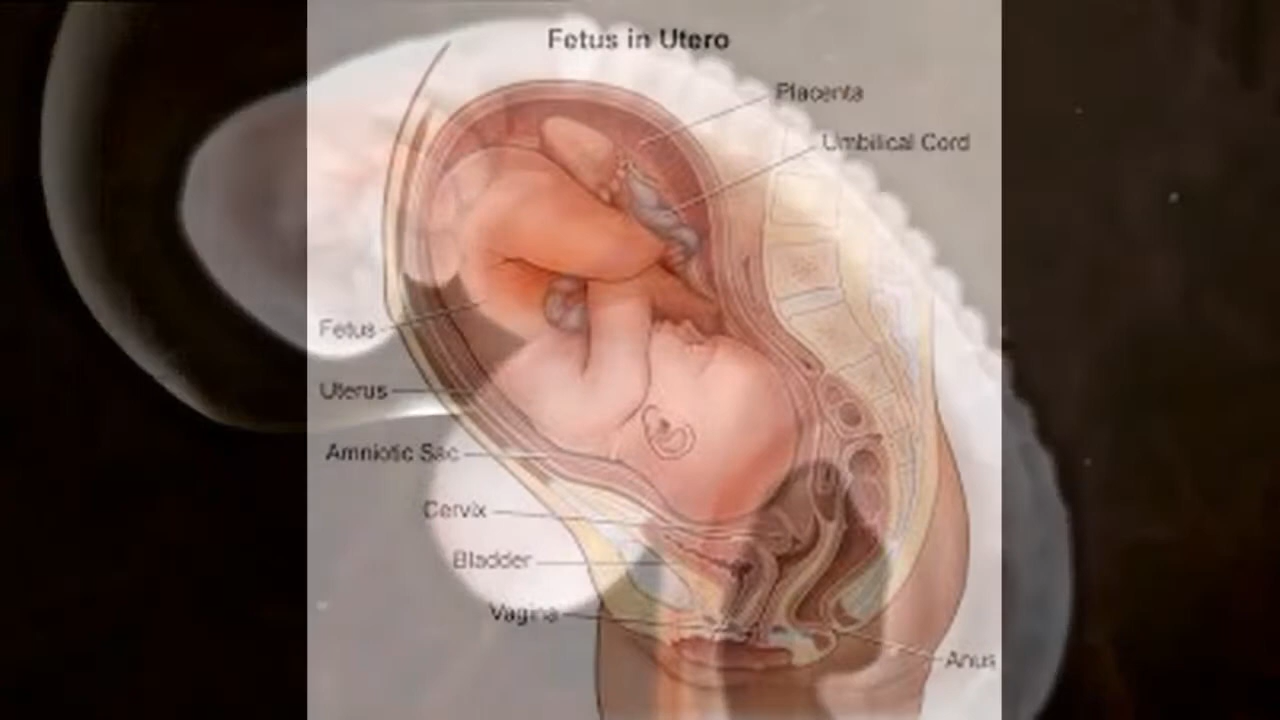 Fetus in Utero
Placenta
Umbilical Cord
Fetus
Uterus
Amniotic Sac
Cervix
Bladder
Vagina
Anus